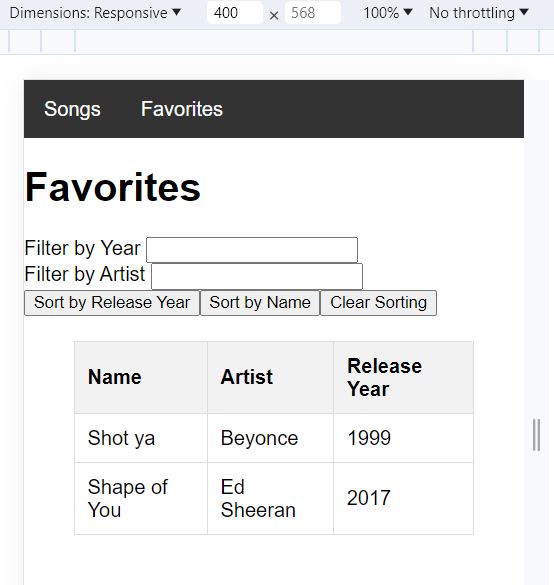 Dimensions: Responsive ▼ 400 × 568 100% ▼ No throttling ▼
Songs Favorites
Favorites
Filter by Year
Filter by Artist
Sort by Release Year Sort by Name Clear Sorting
Name Artist Release
Year
Shot ya Beyonce 1999
Shape of Ed
You Sheeran 2017